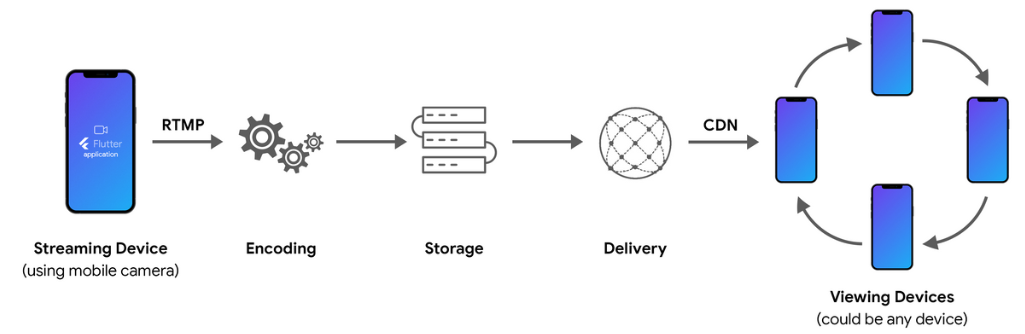 Flutter
application
RTMP
CDN
Streaming Device
(using mobile camera)
Encoding
Storage
Delivery
Viewing Devices
(could be any device)